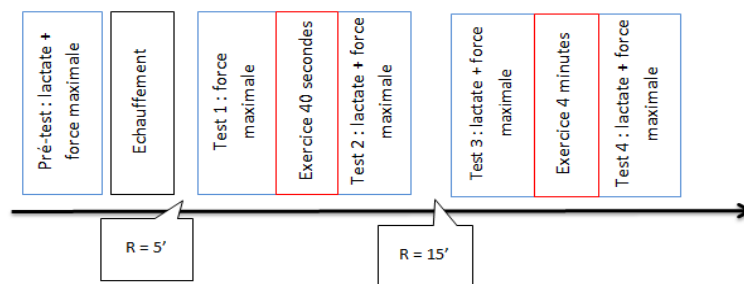 Pré-test : lactate +
force maximale
Echauffement
Test 1 : force
maximale
Exercice 40 secondes
Test 2 : lactate + force
maximale
Test 3 : lactate + force
maximale
Exercice 4 minutes
Test 4 : lactate + force
maximale
R = 5’
R = 15’